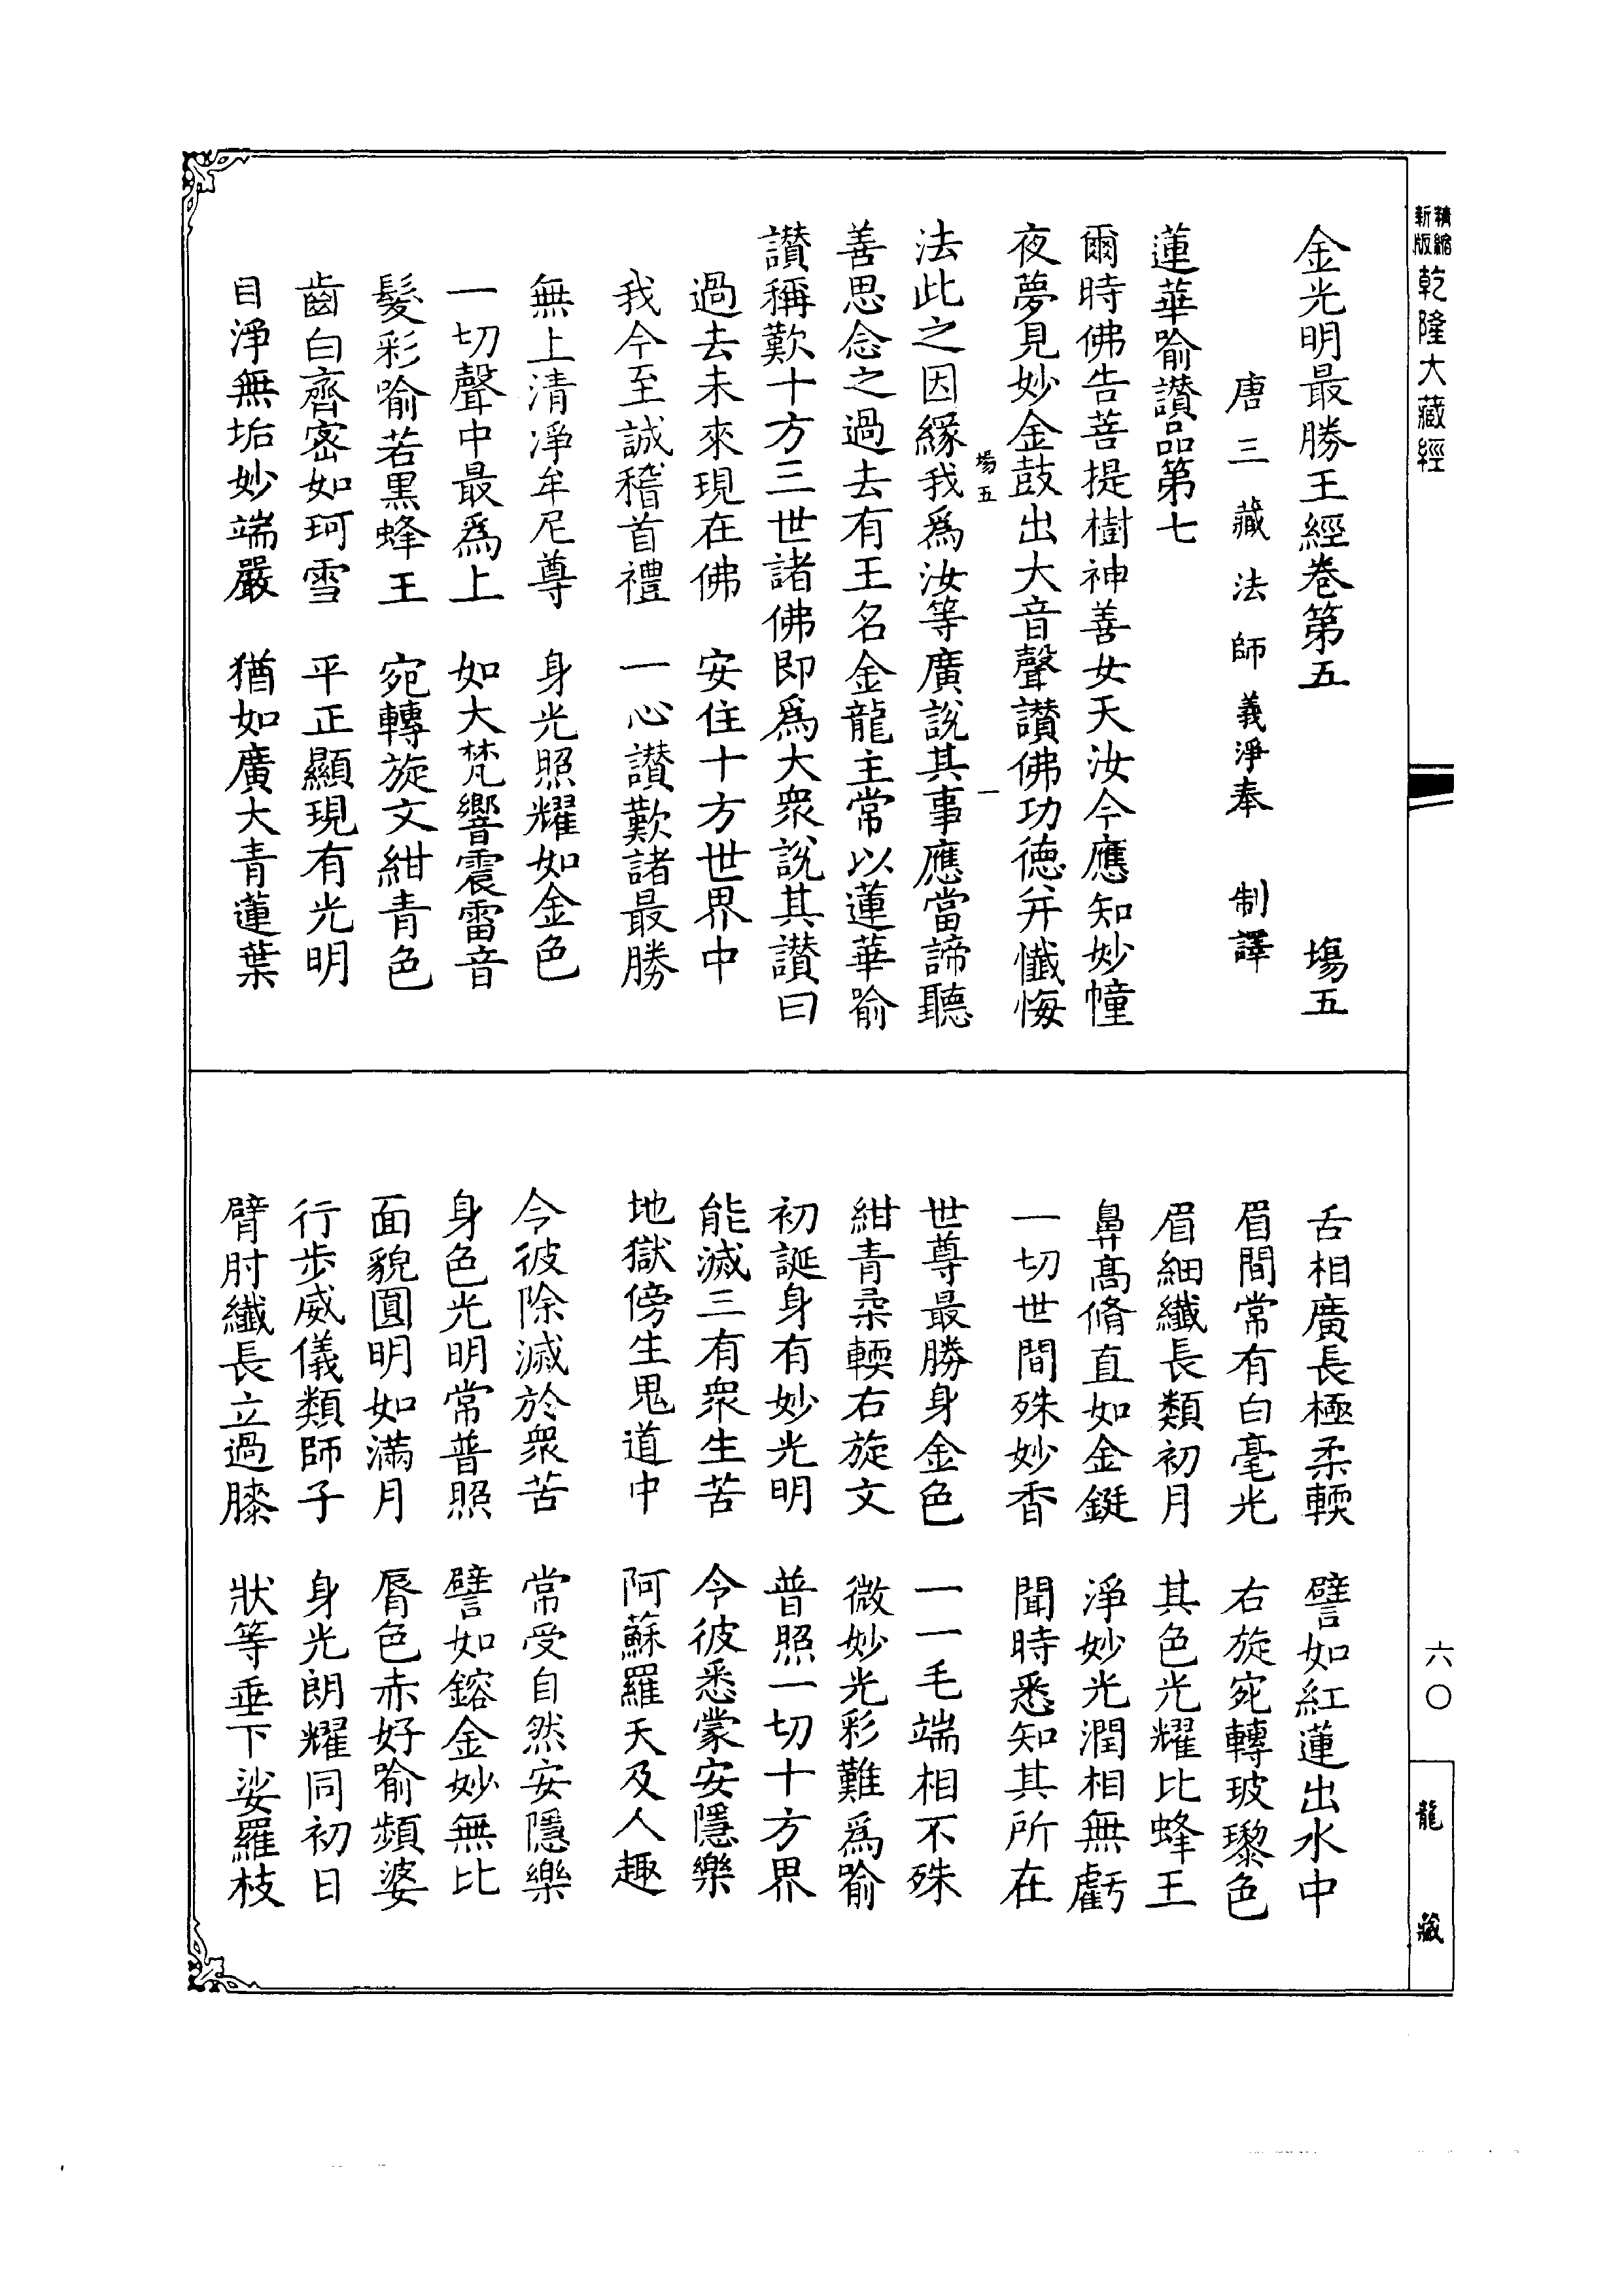 精縮
新版
乾隆大藏經
金光明最勝王經卷第五 塲五
唐三藏法師義淨奉 制譯
蓮華喻讃品第七
爾時佛告菩提樹神善女天汝今應知妙幢
夜夢見妙金鼓出大音聲讃佛功德并懺悔
塲五 一
法此之因緣我爲汝等廣說其事應當諦聽
善思念之過去有王名金龍主常以蓮華喻
讃稱歎十方三世諸佛即爲大衆說其讃曰
過去未來現在佛 安住十方世界中
我今至誠稽首禮 一心讃歎諸最勝
無上清淨牟尼尊 身光照耀如金色
一切聲中最爲上 如大梵響震雷音
髮彩喻若黑蜂王 宛轉旋文紺青色
齒白齊密如珂雪 平正顯現有光明
目淨無垢妙端嚴 猶如廣大青蓮葉
舌相廣長極柔輭 譬如紅蓮出水中
眉間常有白毫光 右旋宛轉玻瓈色
眉細纖長類初月 其色光耀比蜂王
鼻高脩直如金鋌 淨妙光潤相無虧
一切世間殊妙香 聞時悉知其所在
世尊最勝身金色 一一毛端相不殊
紺青柔輭右旋文 微妙光彩難爲喻
初誕身有妙光明 普照一切十方界
能滅三有衆生苦 令彼悉蒙安隱樂
地獄傍生鬼道中 阿蘇羅天及人趣
令彼除滅於衆苦 常受自然安隱樂
身色光明常普照 譬如鎔金妙無比
面貌圓明如滿月 脣色赤好喻頻婆
行步威儀類師子 身光朗耀同初日
臂肘纖長立過膝 狀等垂下娑羅枝
六〇
龍藏